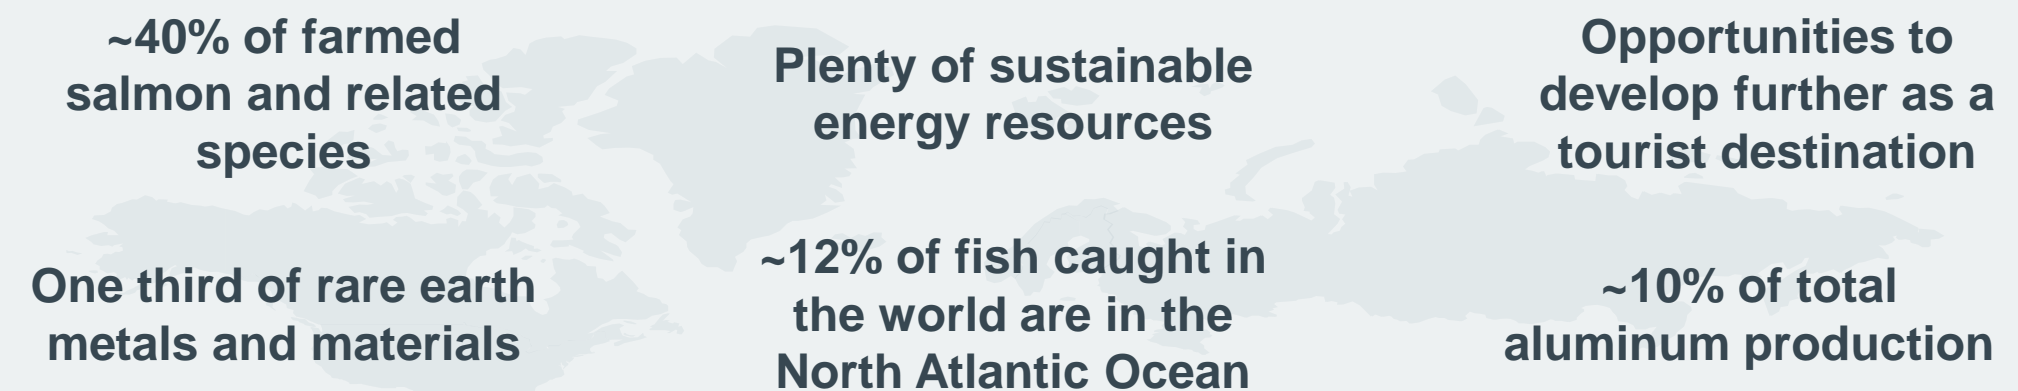 ~40% of farmed
salmon and related
species
Plenty of sustainable
energy resources
Opportunities to
develop further as a
tourist destination
One third of rare earth
metals and materials
~12% of fish caught in
the world are in the
North Atlantic Ocean
~10% of total
aluminum production